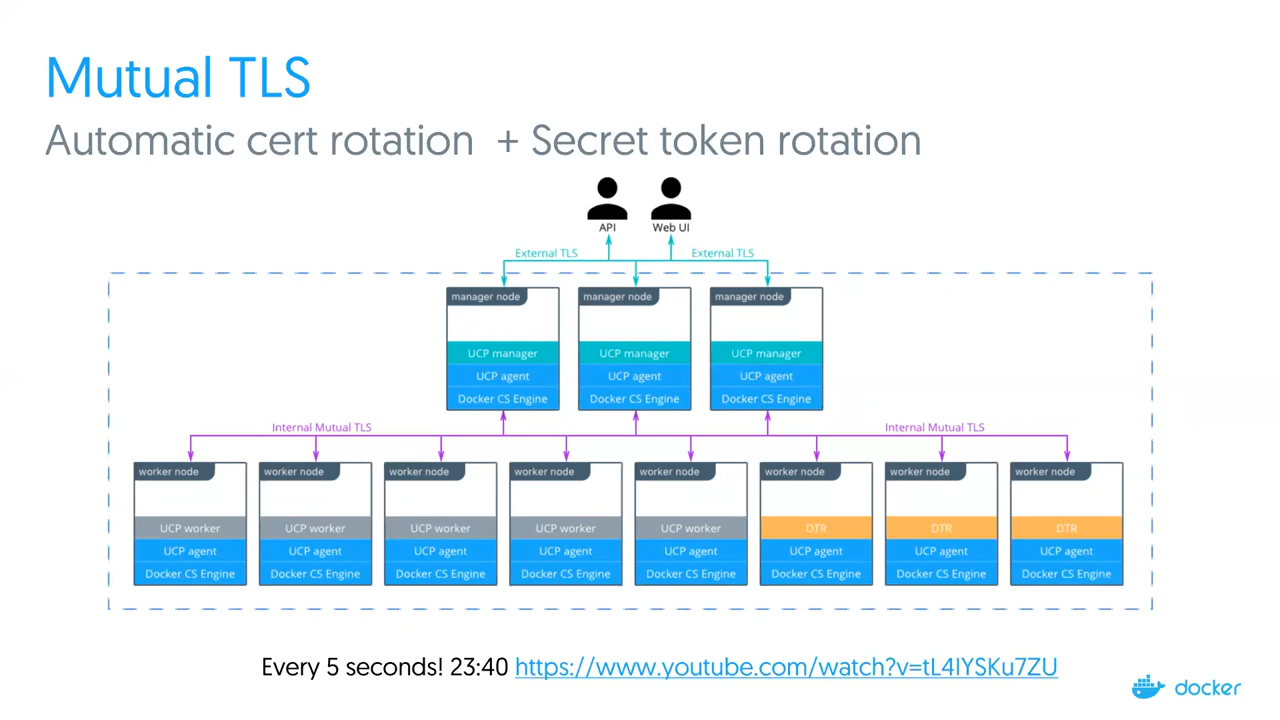 Mutual TLS
Automatic cert rotation + Secret token rotation
API Web UI
External TLS External TLS
manager node manager node manager node
UCP manager UCP manager UCP manager
UCP agent UCP agent UCP agent
Docker CS Engine Docker CS Engine Docker CS Engine
Internal Mutual TLS Internal Mutual TLS
worker node worker node worker node worker node worker node worker node worker node worker node
UCP worker UCP worker UCP worker UCP worker UCP worker DTR DTR DTR
UCP agent UCP agent UCP agent UCP agent UCP agent UCP agent UCP agent UCP agent
Docker CS Engine Docker CS Engine Docker CS Engine Docker CS Engine Docker CS Engine Docker CS Engine Docker CS Engine Docker CS Engine
Every 5 seconds! 23:40 https://www.youtube.com/watch?v=tL4IYSKu7ZU
docker